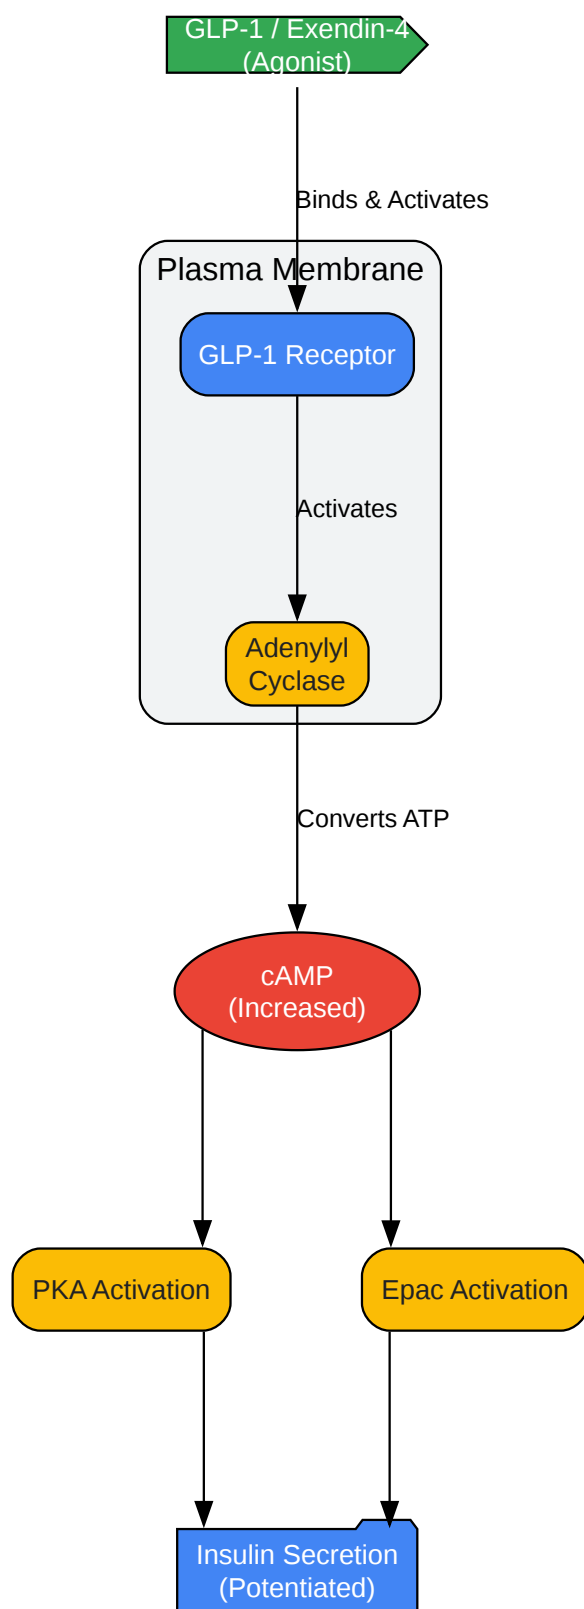 GLP-1 / Exendin-4
(Agonist)
Binds & Activates
Plasma Membrane
GLP-1 Receptor
Activates
Adenylyl
Cyclase
Converts ATP
cAMP
(Increased)
PKA Activation
Epac Activation
Insulin Secretion
(Potentiated)